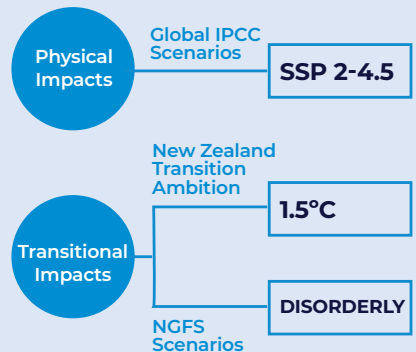 Physical
Impacts
Global IPCC
Scenarios
SSP 2-4.5
Transitional
Impacts
New Zealand
Transition
Ambition
1.5°C
NGFS
Scenarios
DISORDERLY